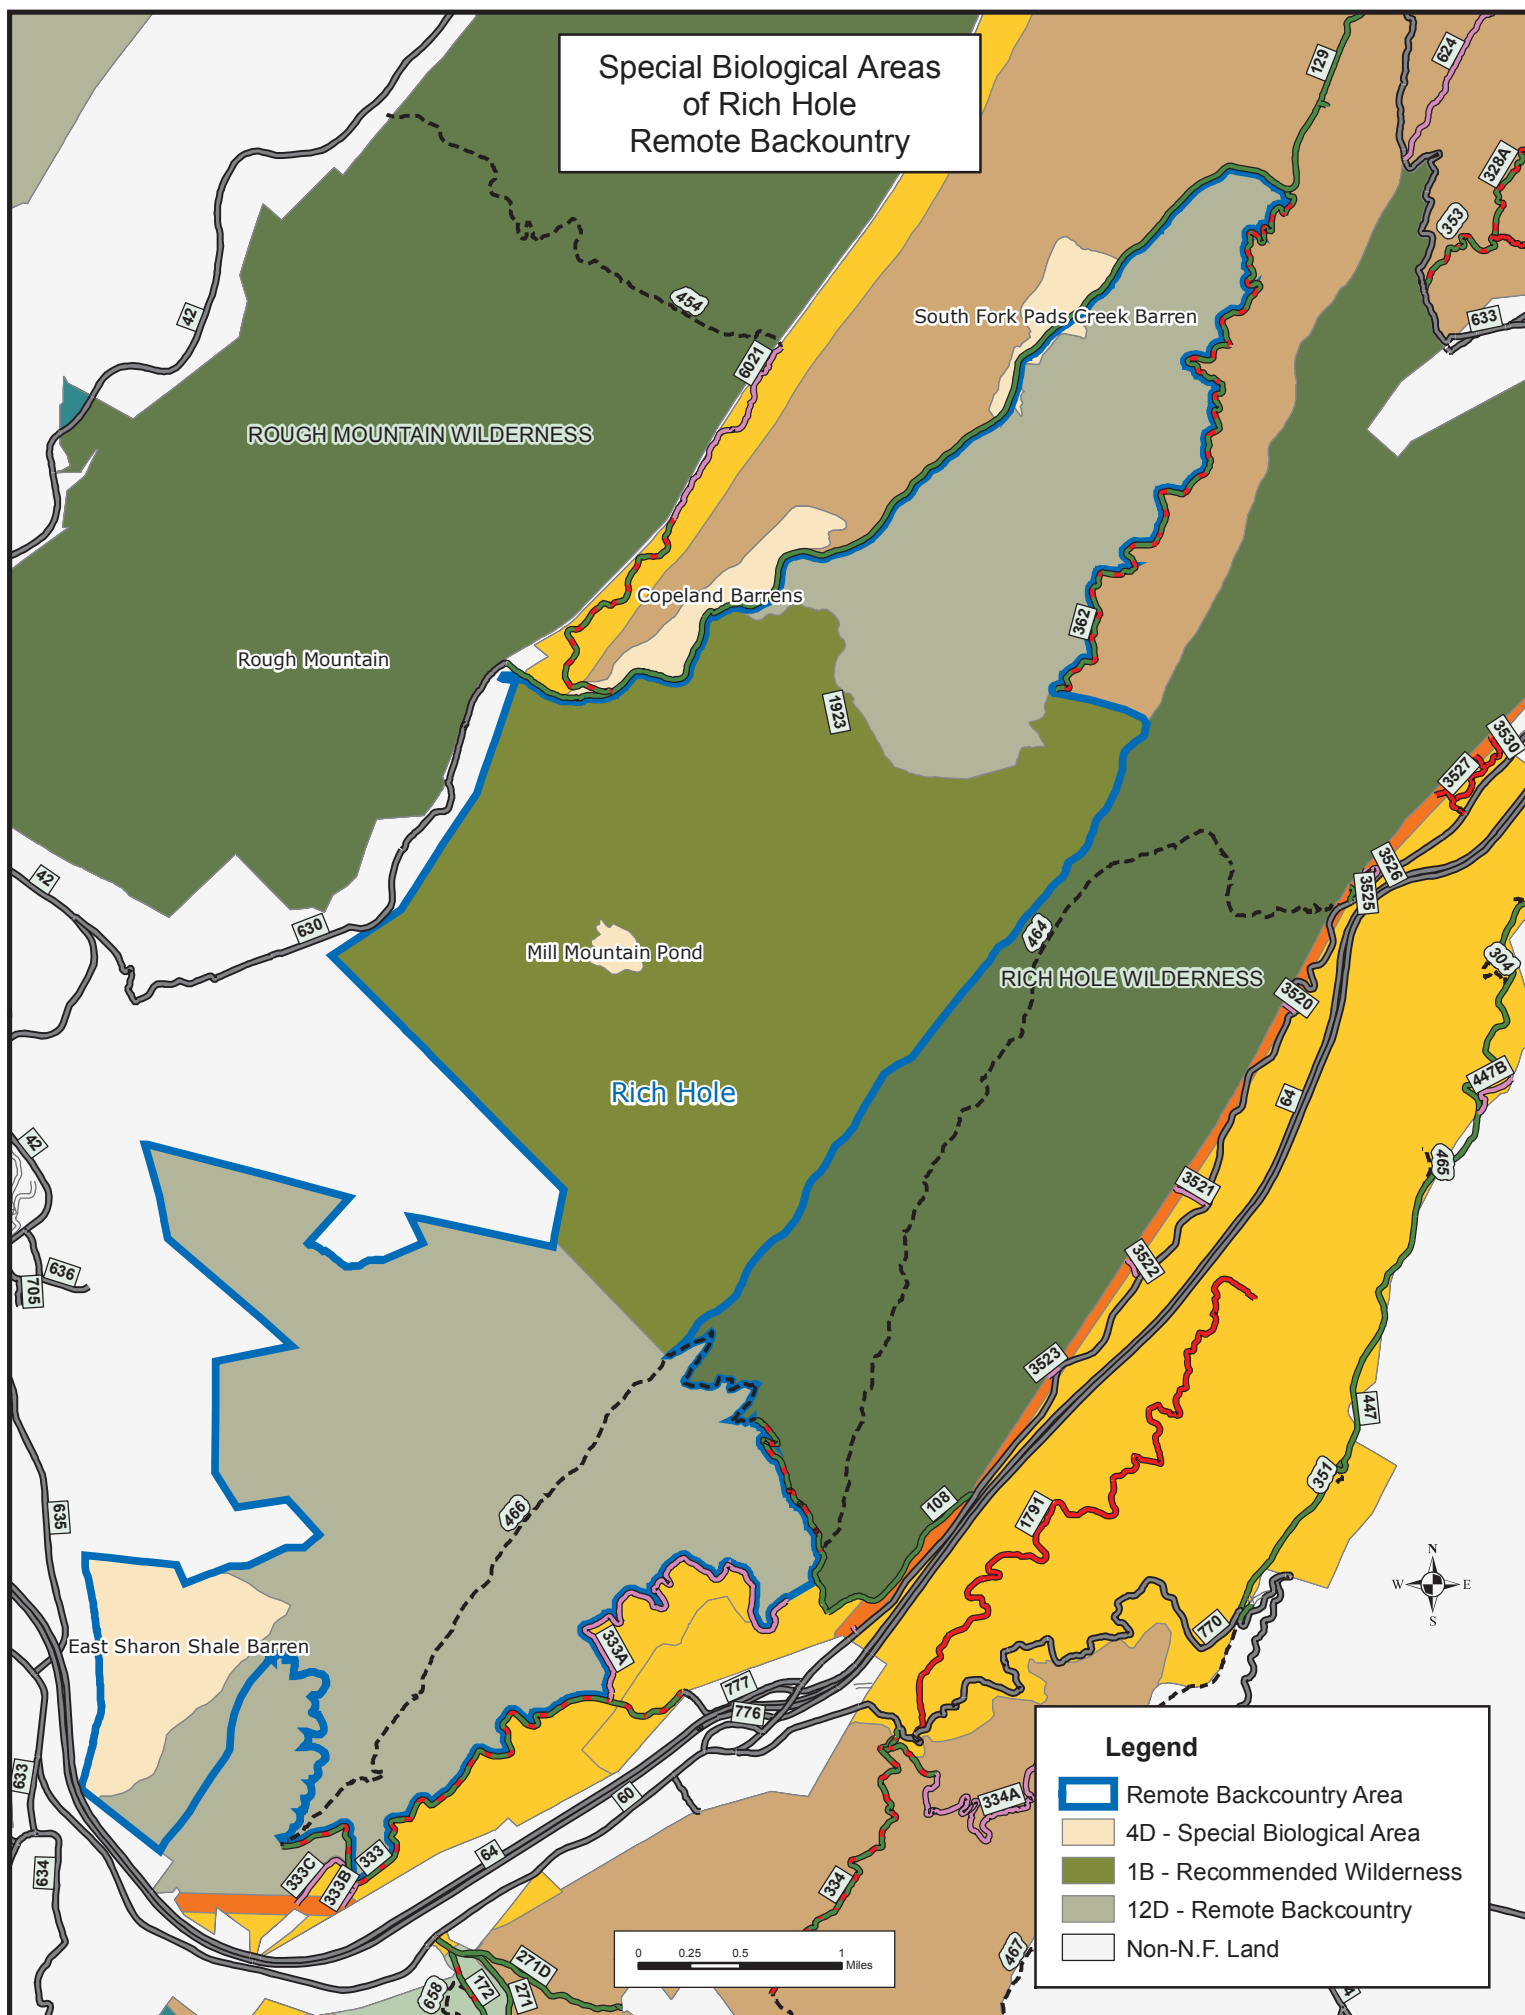 Special Biological Areas
of Rich Hole
Remote Backountry
129
624
328A
353
633
42
454
6021
South Fork Pads Creek Barren
ROUGH MOUNTAIN WILDERNESS
Copeland Barrens
362
Rough Mountain
1923
3530
3527
3526
3525
42
630
464
Mill Mountain Pond
RICH HOLE WILDERNESS
304
3520
447B
64
Rich Hole
42
465
3521
636
705
3522
3523
447
351
466
108
1791
635
770
East Sharon Shale Barren
333A
777
776
633
60
334A
64
333
333C
333B
634
334
467
271D
271
172
658
N
W
E
S
Legend
Remote Backcountry Area
4D - Special Biological Area
1B - Recommended Wilderness
12D - Remote Backcountry
Non-N.F. Land
0 0.25 0.5 1
Miles